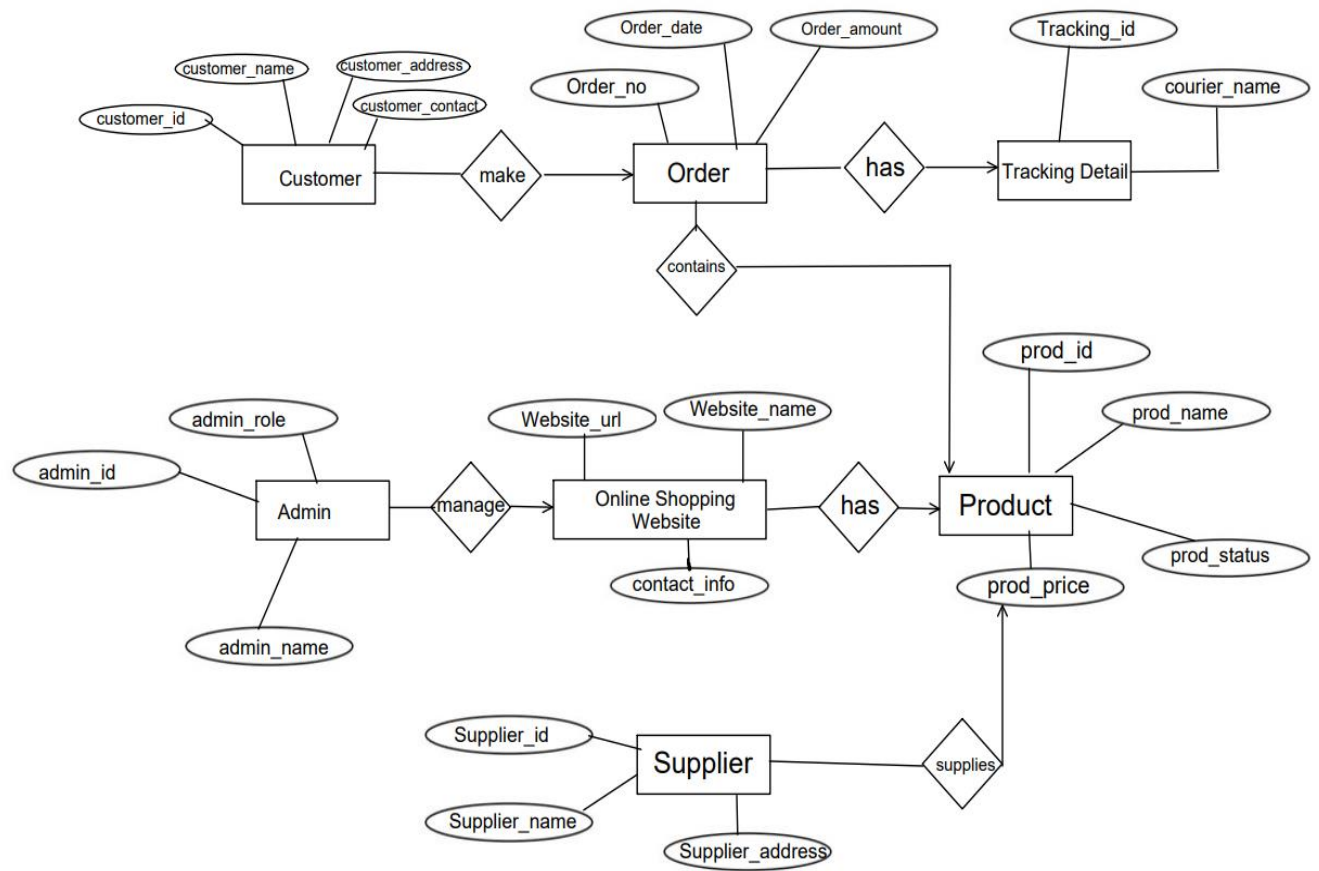 Order_date
Order_amount
Tracking_id
customer_name
customer_address
Order_no
courier_name
customer_contact
customer_id
Customer
make
Order
has
Tracking Detail
contains
prod_id
admin_role
Website_url
Website_name
prod_name
admin_id
Admin
manage
Online Shopping
Website
has
Product
prod_status
contact_info
prod_price
admin_name
Supplier_id
Supplier
supplies
Supplier_name
Supplier_address